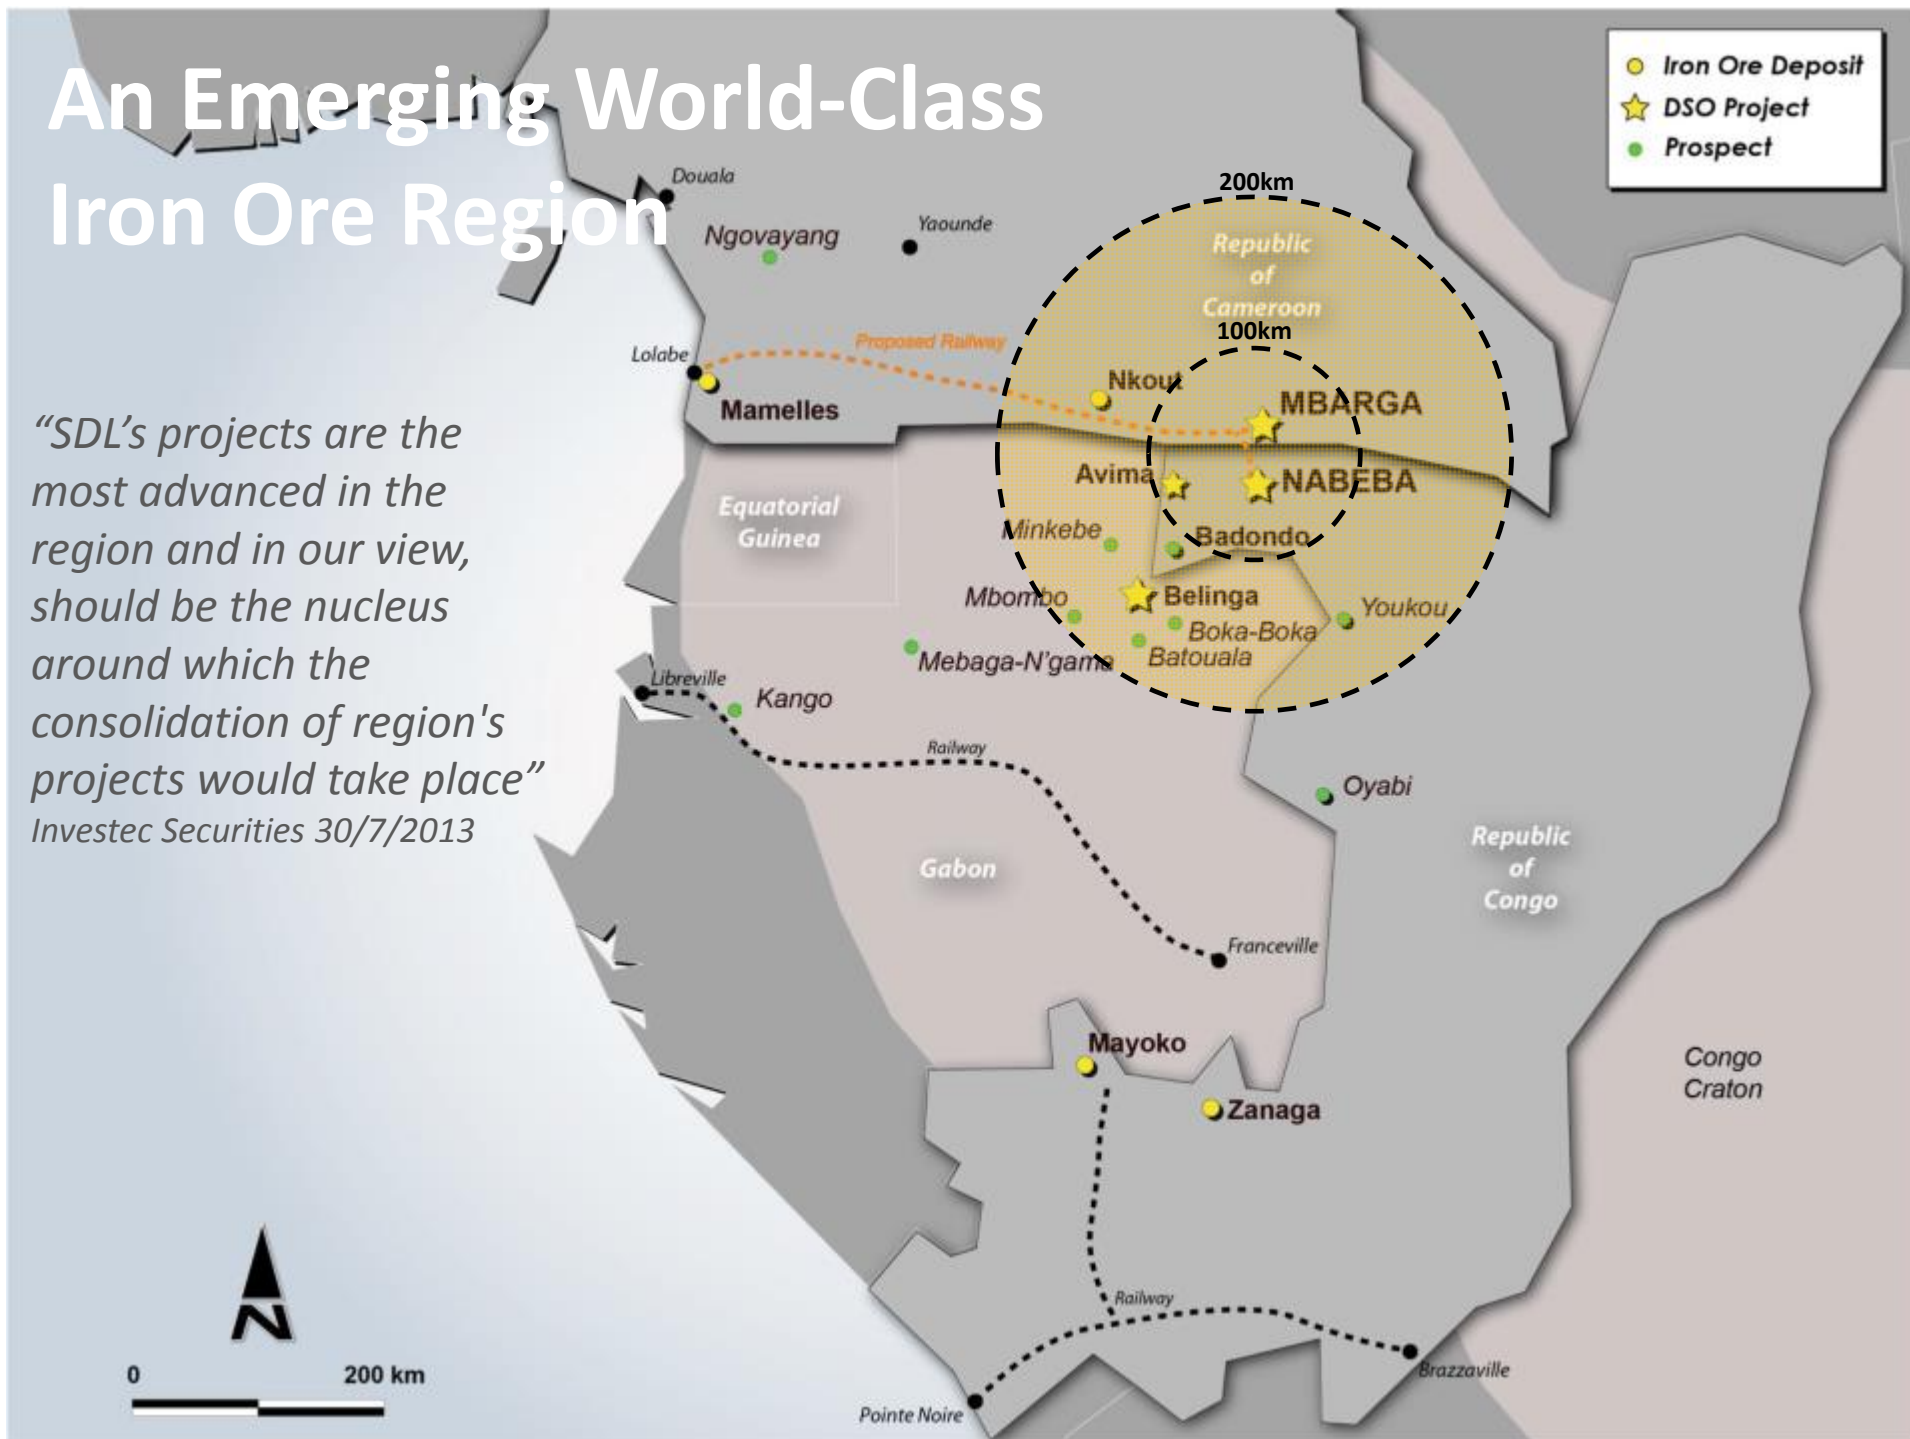 An Emerging World-Class
Iron Ore Region
Iron Ore Deposit
DSO Project
Prospect
Douala
Ngovayang
Yaounde
200km
Republic
of
Cameroon
100km
Lolabe
Proposed Railway
Nkout
Mamelles
MBARGA
“SDL’s projects are the
most advanced in the
region and in our view,
should be the nucleus
around which the
consolidation of region's
projects would take place”
Investec Securities 30/7/2013
Avima
NABEBA
Equatorial
Guinea
Minkebe
Badondo
Mbombo
Belinga
Youkou
Boka-Boka
Mebaga-N'gama
Batouala
Libreville
Kango
Railway
Oyabi
Gabon
Republic
of
Congo
Franceville
Mayoko
Congo
Craton
Zanaga
Railway
N
0
200 km
Brazzaville
Pointe Noire